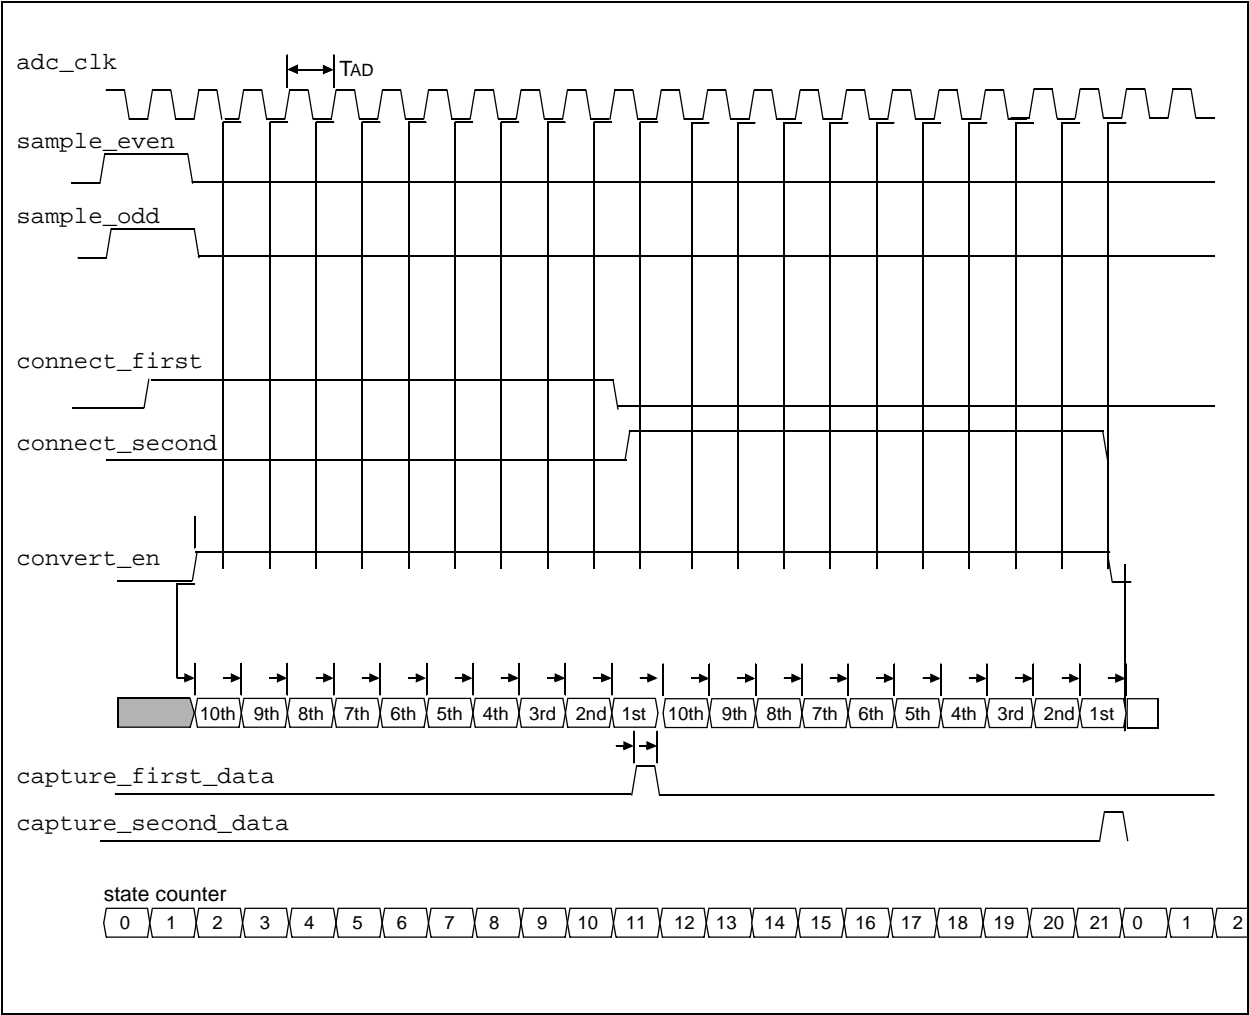 adc_clk
TAD
sample_even
sample_odd
connect_first
connect_second
convert_en
10th 9th 8th 7th 6th 5th 4th 3rd 2nd 1st 10th 9th 8th 7th 6th 5th 4th 3rd 2nd 1st
capture_first_data
capture_second_data
state counter
0 1 2 3 4 5 6 7 8 9 10 11 12 13 14 15 16 17 18 19 20 21 0 1 2